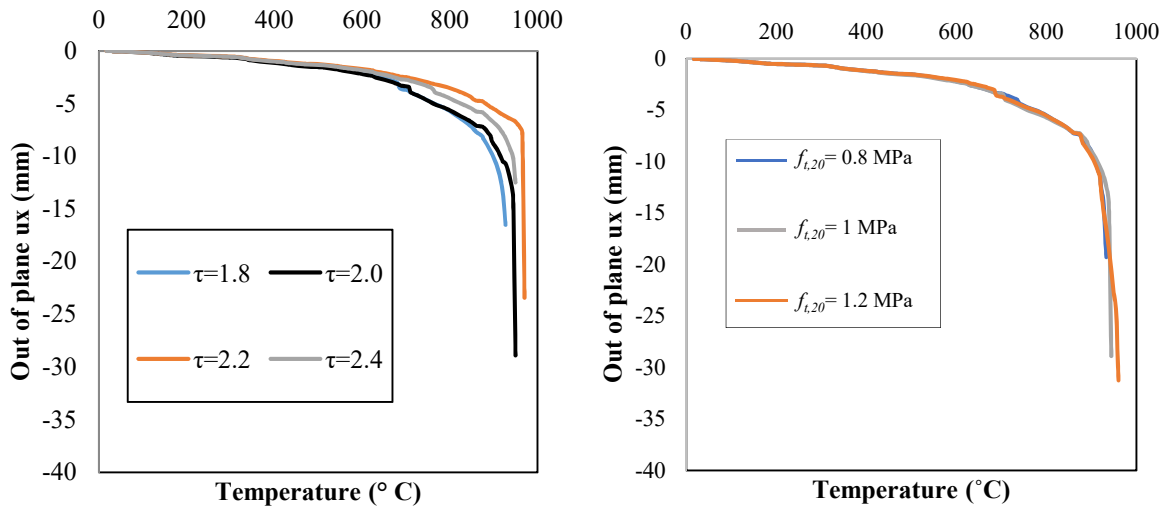 0 200 400 600 800 1000
0
-5
-10
-15
-20
-25
-30
-35
-40
Out of plane ux (mm)
τ=1.8 τ=2.0
τ=2.2 τ=2.4
Temperature (° C)
0 200 400 600 800 1000
0
-5
-10
-15
-20
-25
-30
-35
-40
Out of plane ux (mm)
ft,20= 0.8 MPa
ft,20= 1 MPa
ft,20= 1.2 MPa
Temperature (˚C)